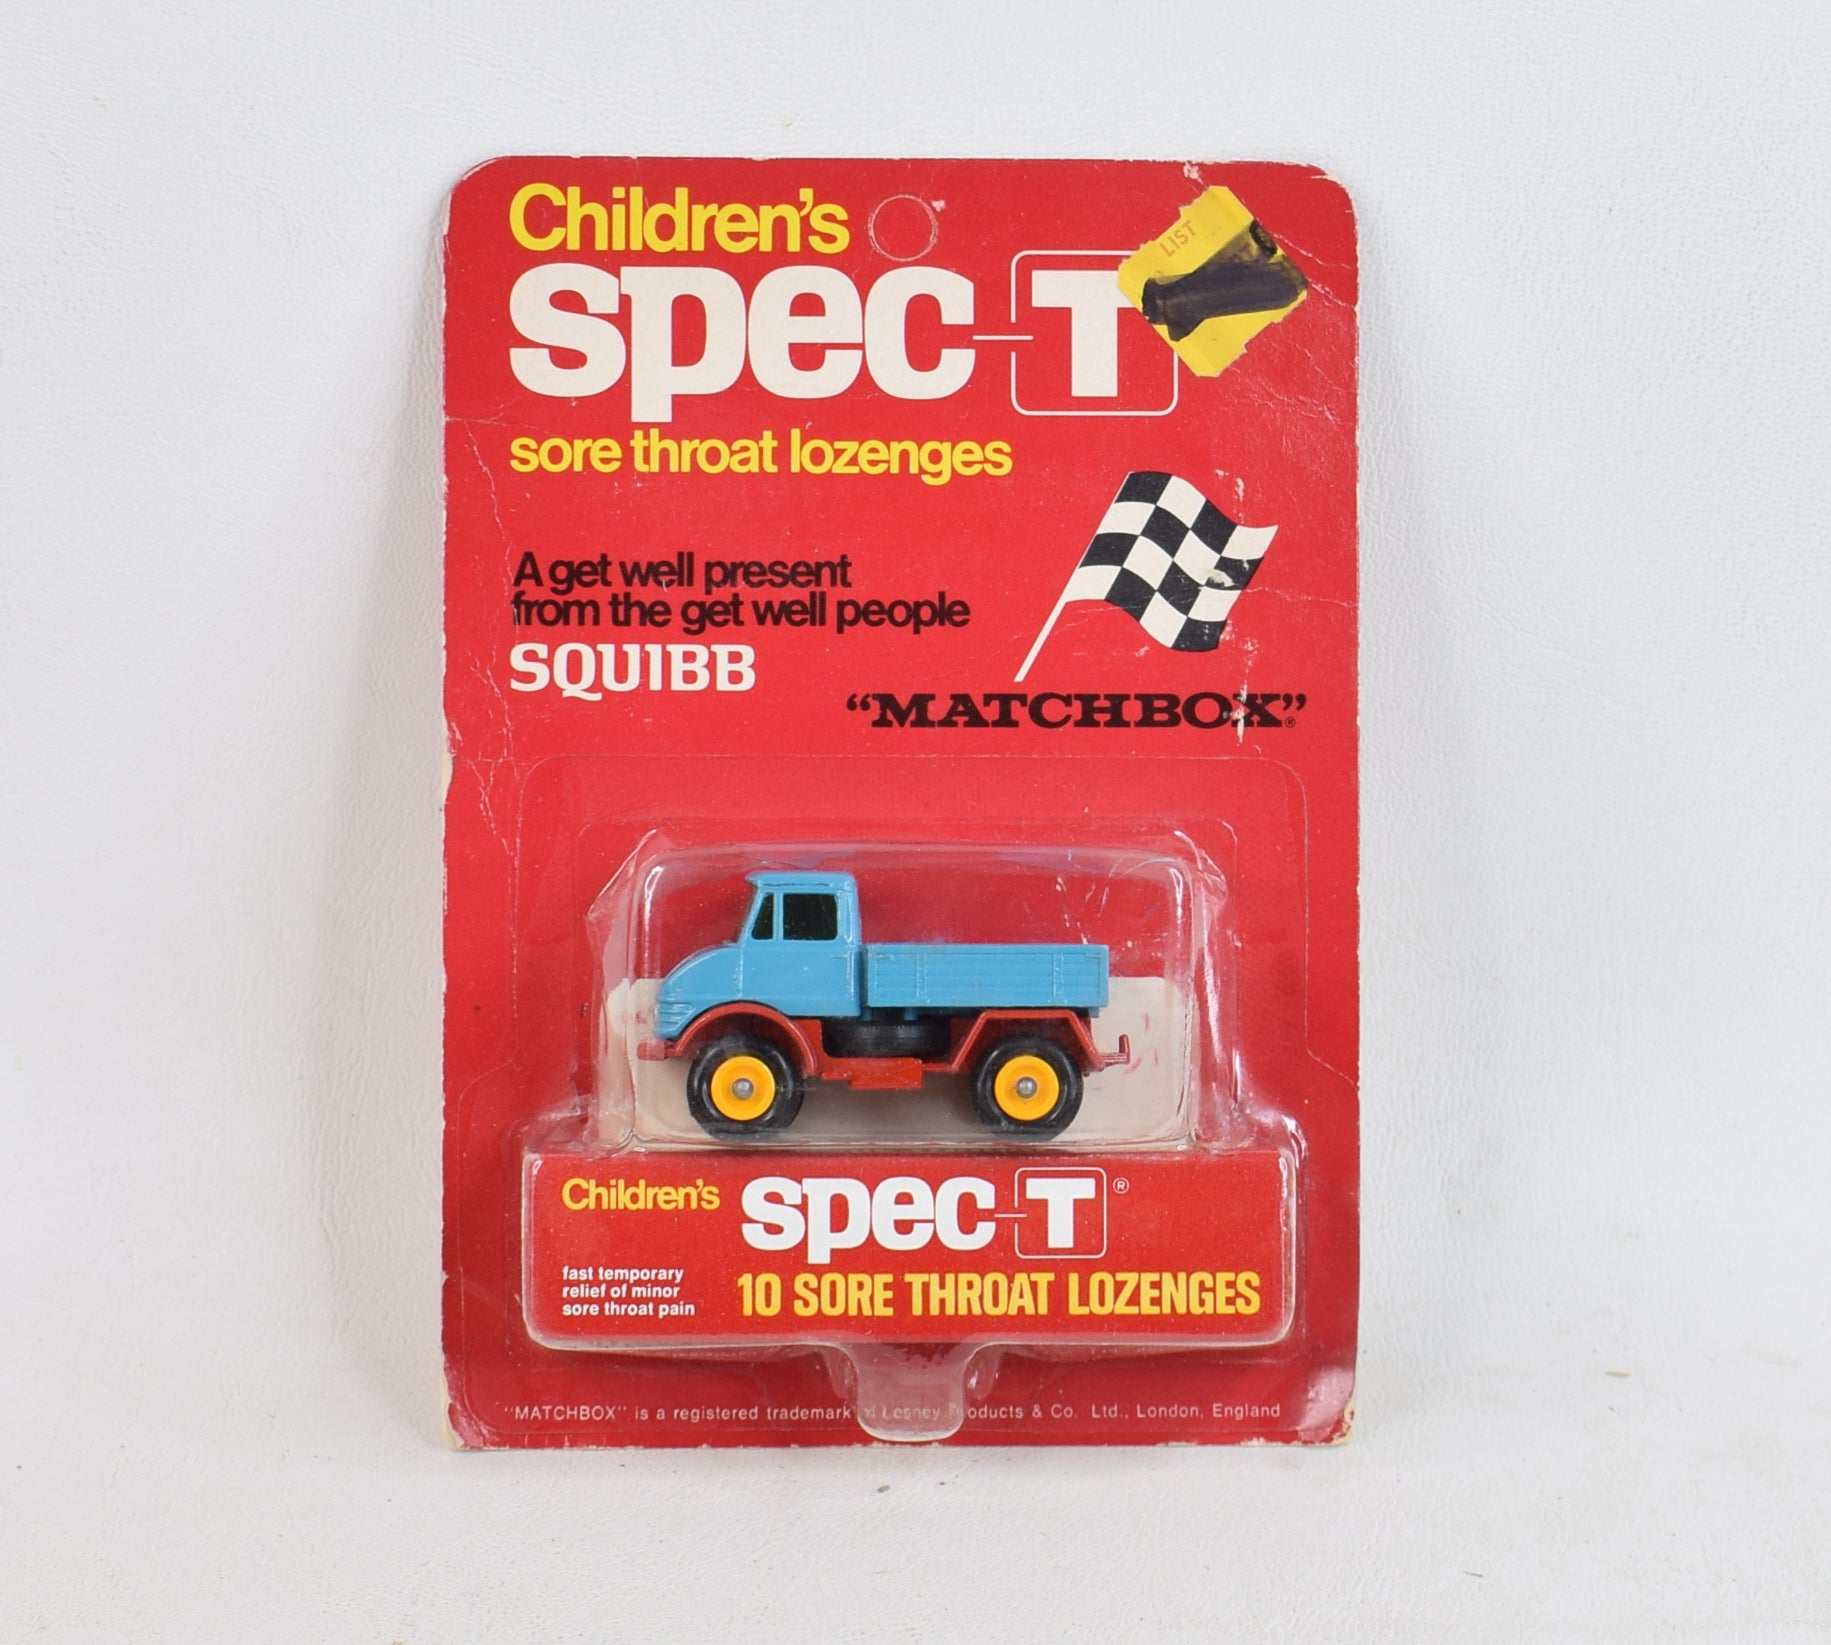 Children's
LIST
spec-T
sore throat lozenges
A get well present
from the get well people
SQUIBB
"MATCHBOX"®
Children's
spec-T®
fast temporary
relief of minor
sore throat pain
10 SORE THROAT LOZENGES
"MATCHBOX" is a registered trademark of Lesney Products & Co. Ltd., London, England